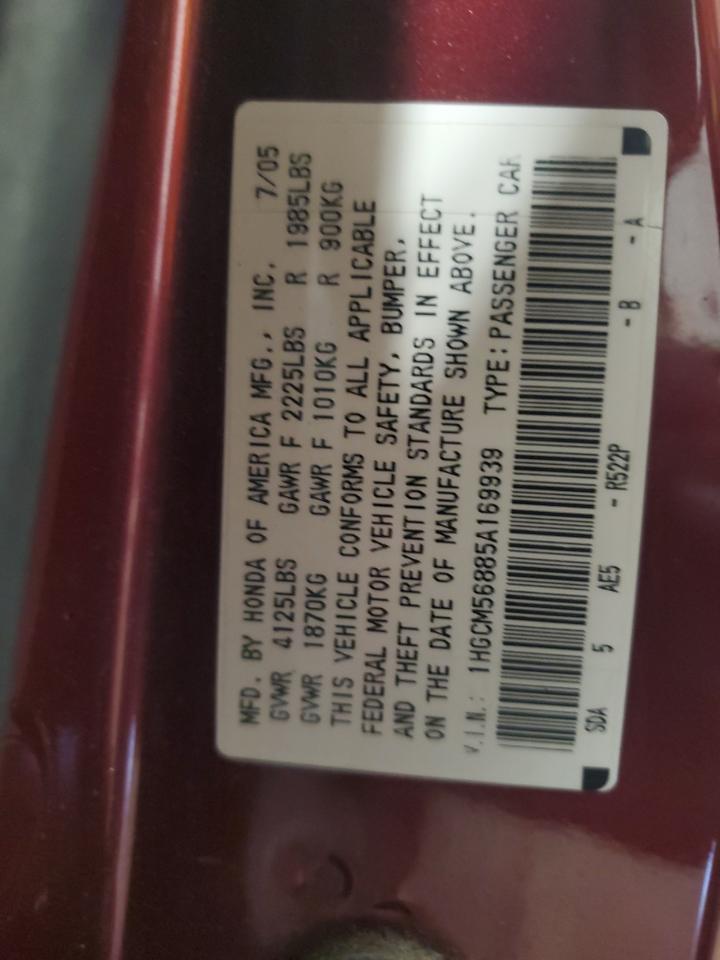 MFD. BY HONDA OF AMERICA MFG., INC. 7/05
GVWR 4125LBS GAWR F 2225LBS R 1985LBS
GVWR 1870KG GAWR F 1010KG R 900KG
THIS VEHICLE CONFORMS TO ALL APPLICABLE
FEDERAL MOTOR VEHICLE SAFETY, BUMPER,
AND THEFT PREVENTION STANDARDS IN EFFECT
ON THE DATE OF MANUFACTURE SHOWN ABOVE.
V.I.N.: 1HGCM56885A169939 TYPE: PASSENGER CAR
SDA 5 AE5 - R522P - B - A